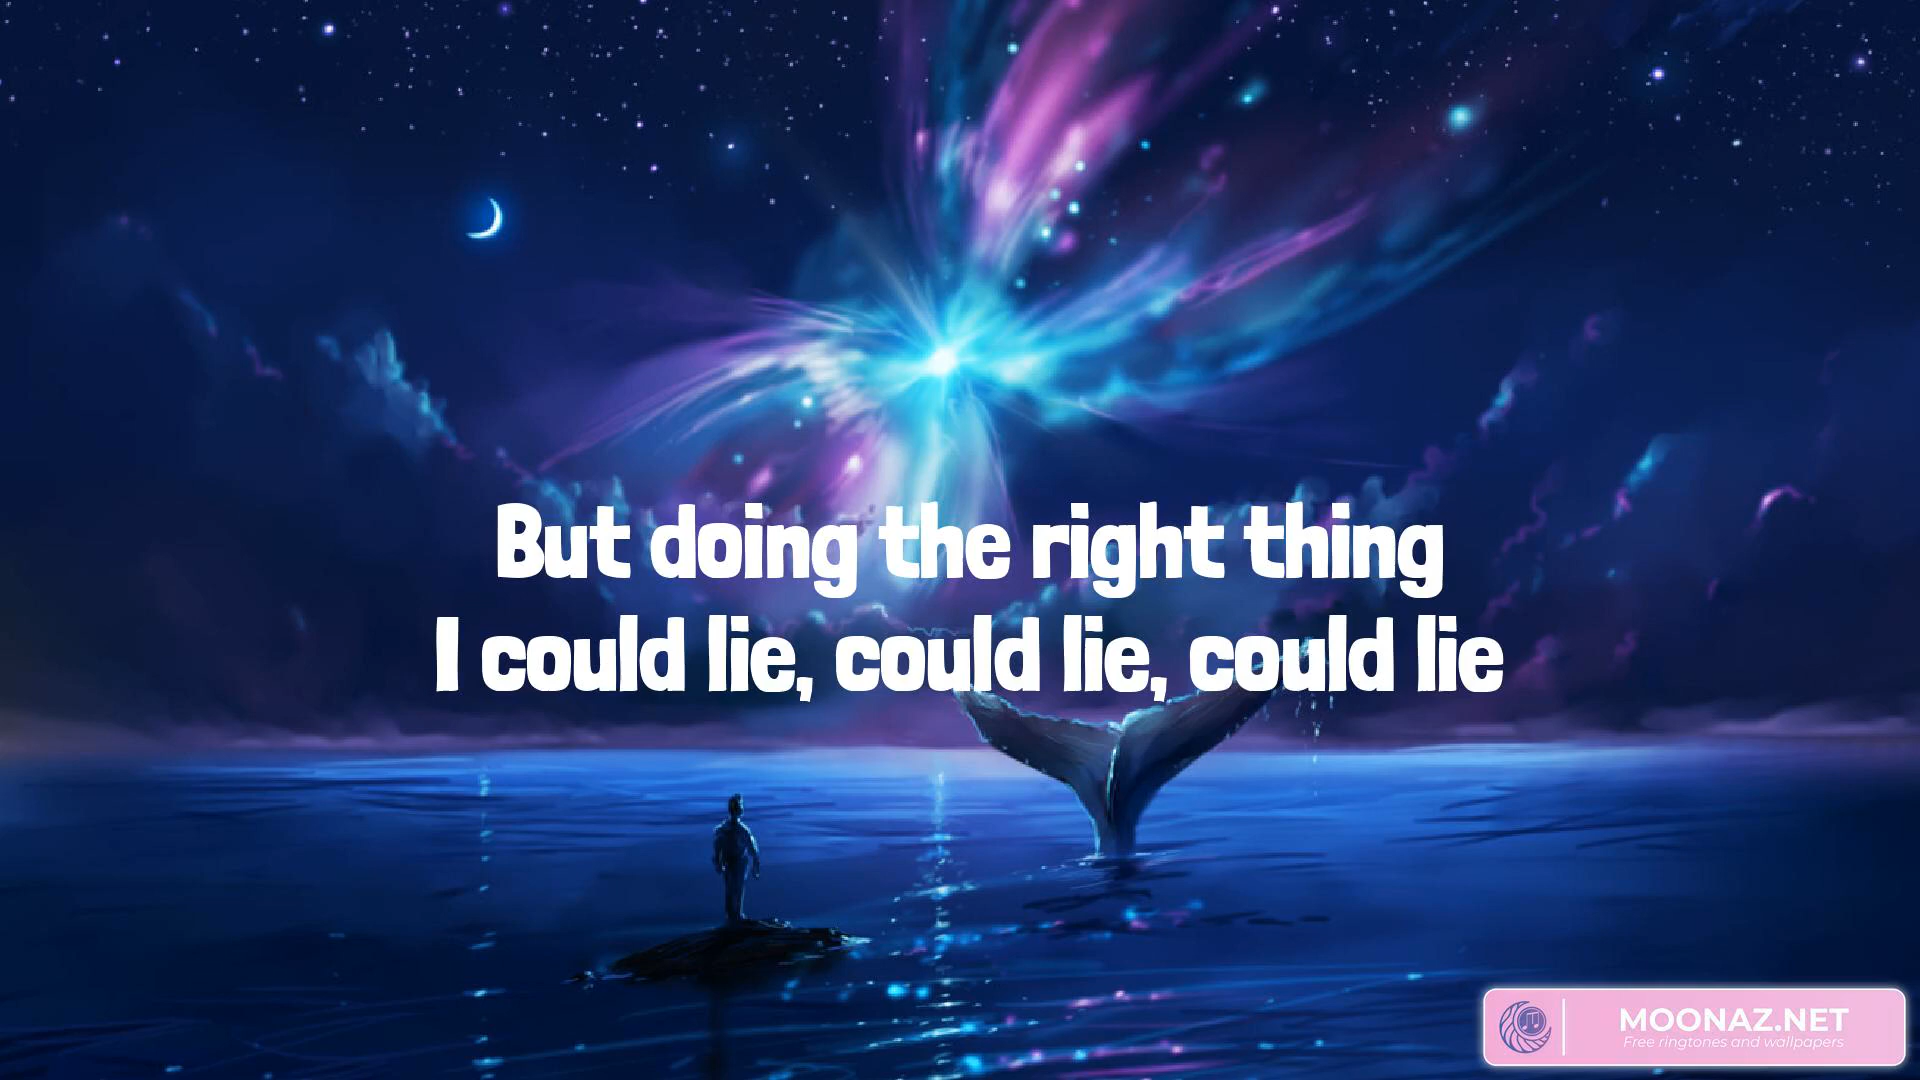 But doing the right thing
I could lie, could lie, could lie
MOONAZ.NET
Free ringtones and wallpapers